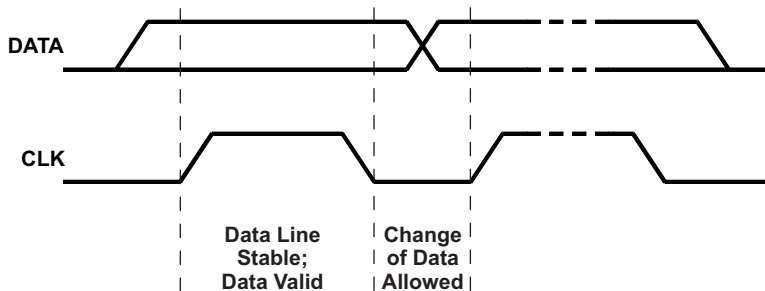 DATA
CLK
Data Line
Stable;
Data Valid
Change
of Data
Allowed